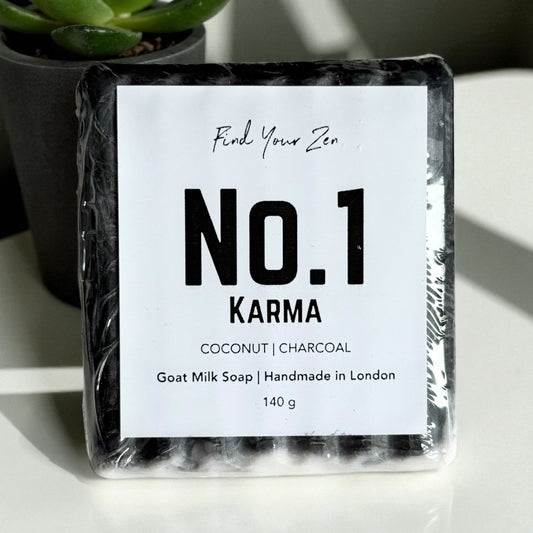 Find Your Zen
No.1
KARMA
COCONUT | CHARCOAL
Goat Milk Soap | Handmade in London
140 g